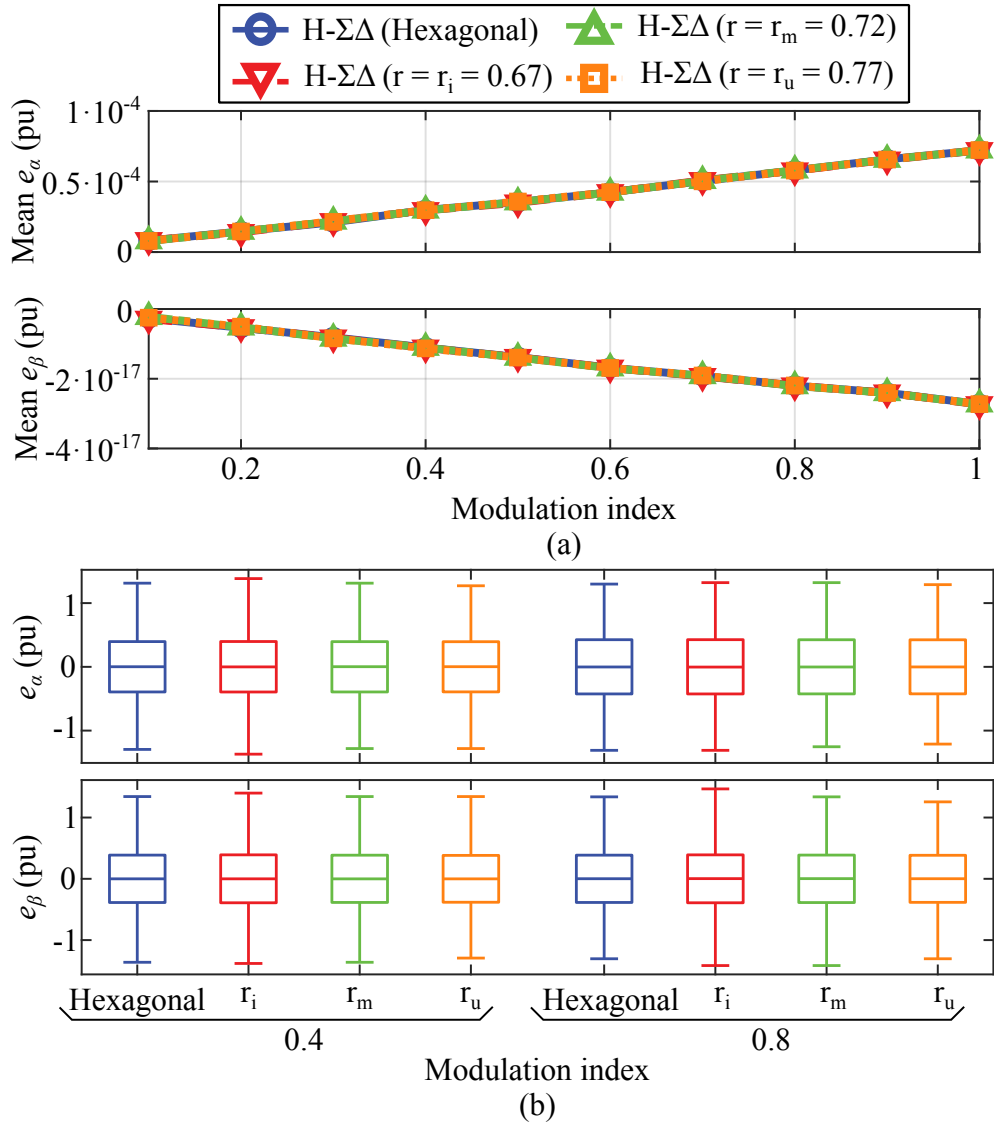 H-ΣΔ (Hexagonal) H-ΣΔ (r = r_m = 0.72)
H-ΣΔ (r = r_i = 0.67) H-ΣΔ (r = r_u = 0.77)
Mean e_α (pu)
1·10^-4
0.5·10^-4
0
Mean e_β (pu)
0
-2·10^-17
-4·10^-17
0.2 0.4 0.6 0.8 1
Modulation index
(a)
e_α (pu)
1
0
-1
e_β (pu)
1
0
-1
Hexagonal r_i r_m r_u Hexagonal r_i r_m r_u
0.4 0.8
Modulation index
(b)